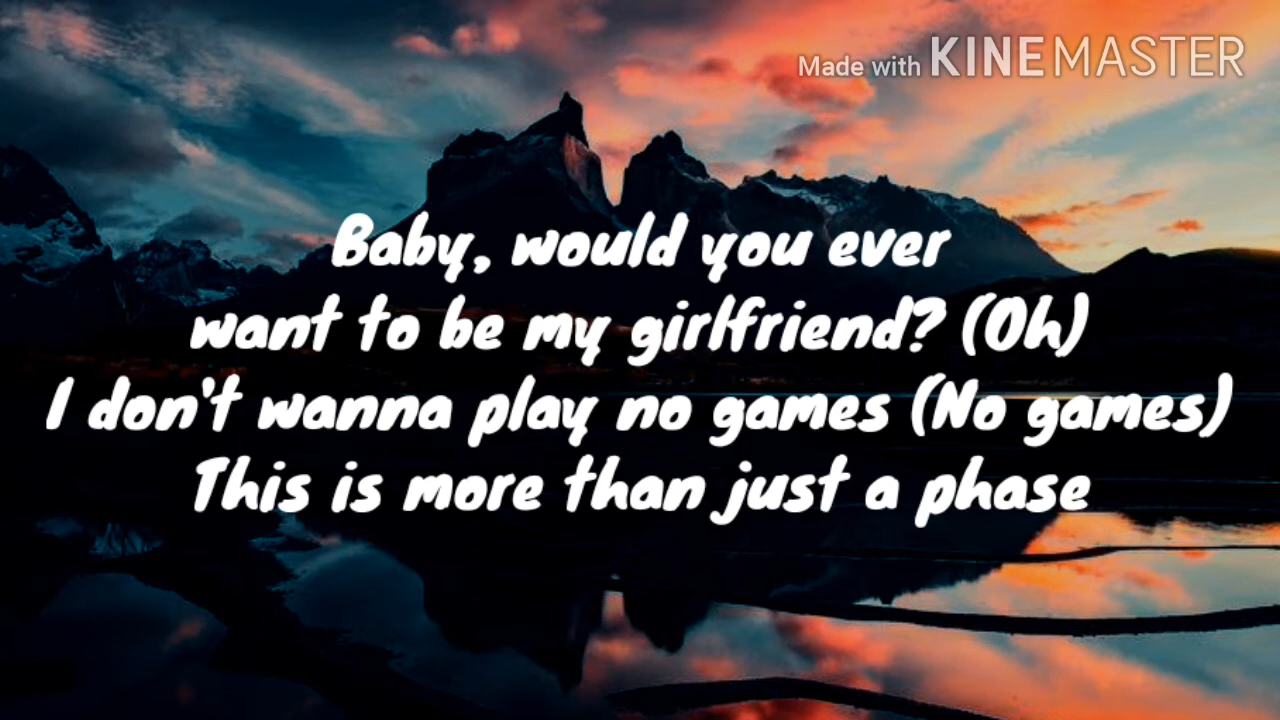 Made with KINEMASTER
Baby, would you ever
want to be my girlfriend? (Oh)
I don't wanna play no games (No games)
This is more than just a phase